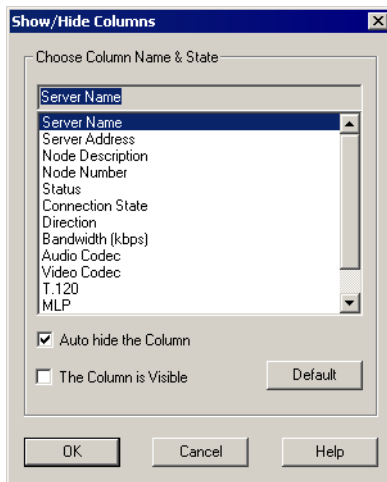 Show/Hide Columns
Choose Column Name & State
Server Name
Server Name
Server Address
Node Description
Node Number
Status
Connection State
Direction
Bandwidth (kbps)
Audio Codec
Video Codec
T.120
MLP
Auto hide the Column
The Column is Visible
Default
OK
Cancel
Help